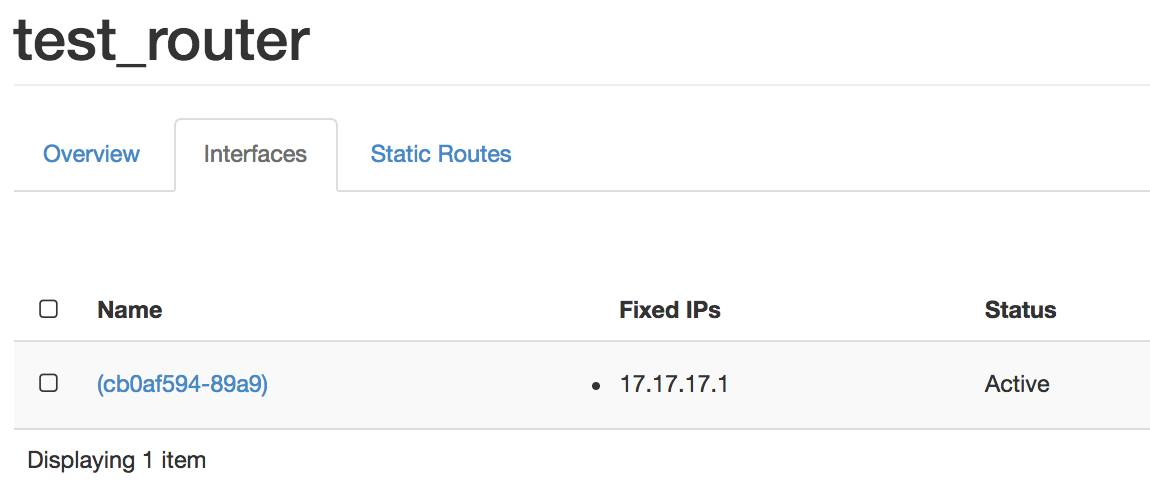 test_router
Overview Interfaces Static Routes
Name Fixed IPs Status
(cb0af594-89a9) • 17.17.17.1 Active
Displaying 1 item